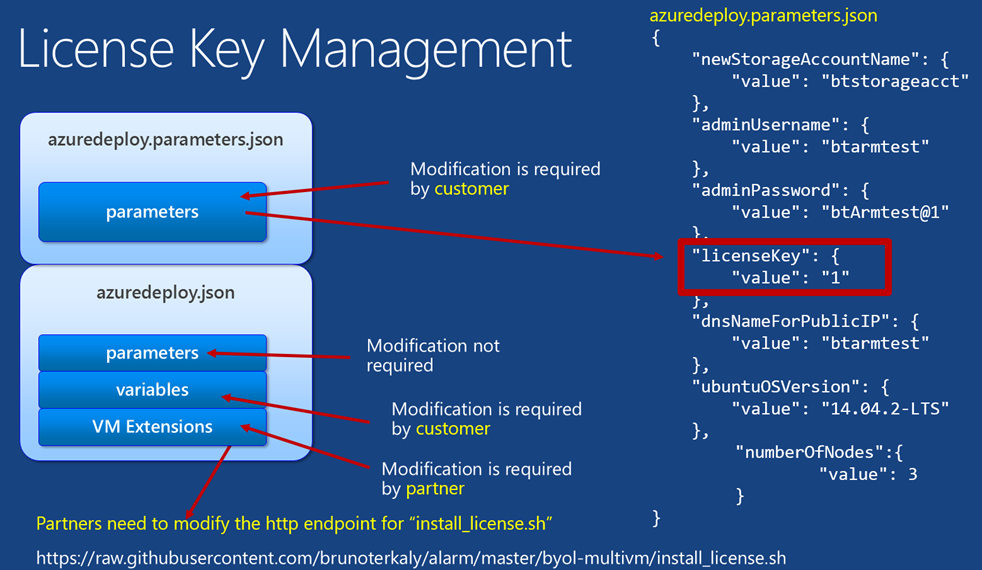 License Key Management
azuredeploy.parameters.json
parameters
Modification is required
by customer
azuredeploy.json
parameters
variables
VM Extensions
Modification not
required
Modification is required
by customer
Modification is required
by partner
Partners need to modify the http endpoint for “install_license.sh”
https://raw.githubusercontent.com/brunoterkaly/alarm/master/byol-multivm/install_license.sh
azuredeploy.parameters.json
{
"newStorageAccountName": {
"value": "btstorageacct"
},
"adminUsername": {
"value": "btarmtest"
},
"adminPassword": {
"value": "btArmtest@1"
},
"licenseKey": {
"value": "1"
},
"dnsNameForPublicIP": {
"value": "btarmtest"
},
"ubuntuOSVersion": {
"value": "14.04.2-LTS"
},
"numberOfNodes":{
"value": 3
}
}